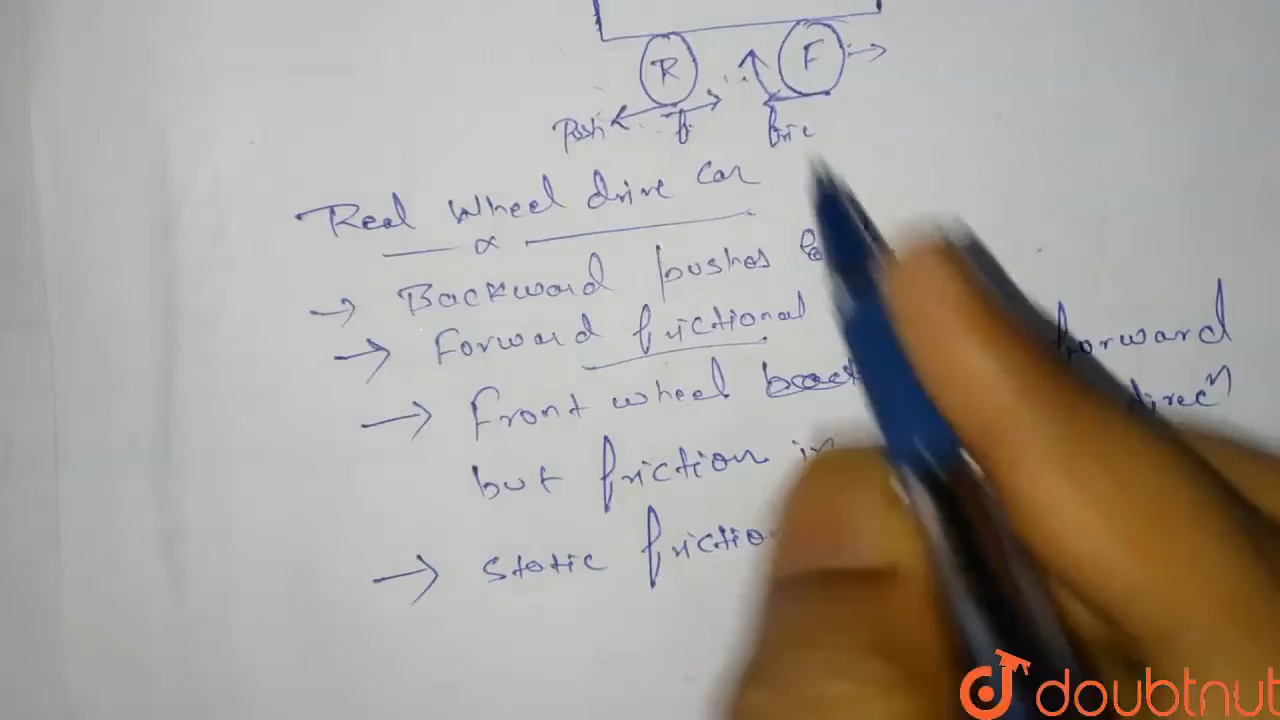 R F
Push f fric
Real wheel drive car
→ Backward pushes
→ Forward frictional
→ Front wheel forward
but friction in direcⁿ
→ Static friction
doubtnut